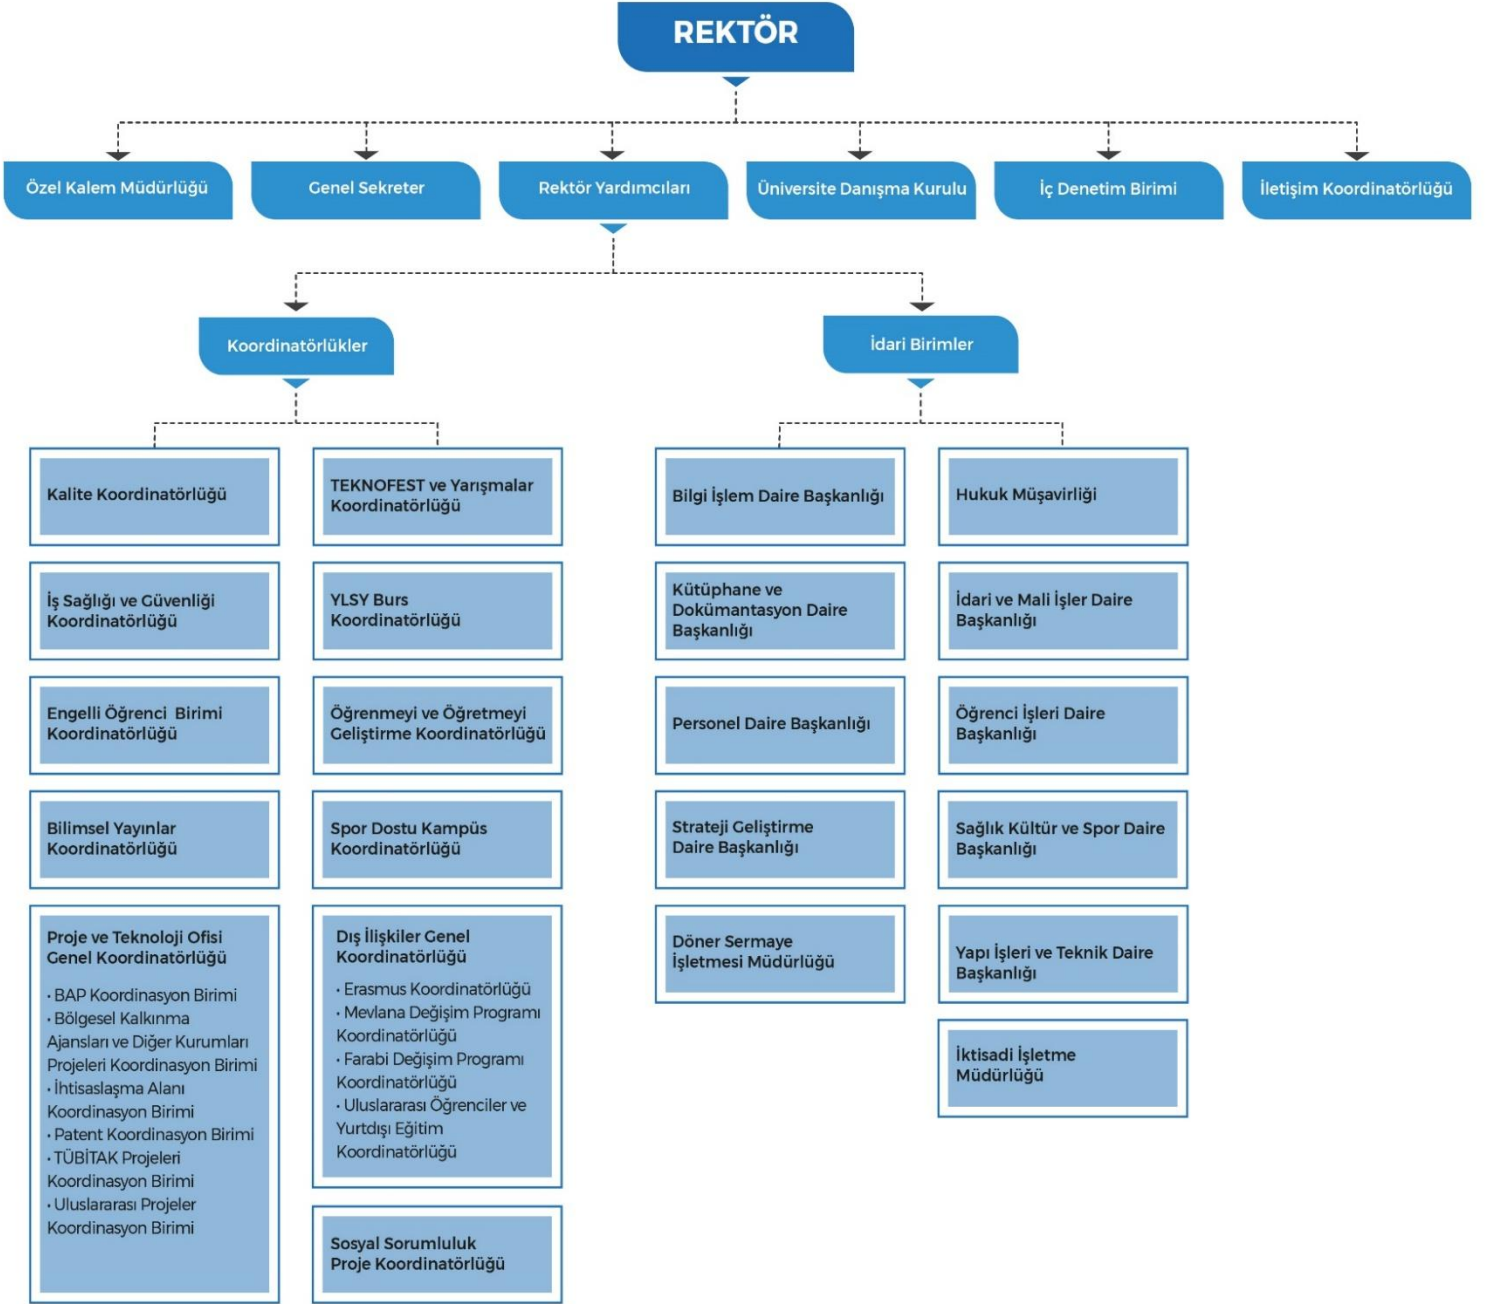 REKTÖR
Özel Kalem Müdürlüğü
Genel Sekreter
Rektör Yardımcıları
Üniversite Danışma Kurulu
İç Denetim Birimi
İletişim Koordinatörlüğü
Koordinatörlükler
İdari Birimler
Kalite Koordinatörlüğü
İş Sağlığı ve Güvenliği
Koordinatörlüğü
Engelli Öğrenci Birimi
Koordinatörlüğü
Bilimsel Yayınlar
Koordinatörlüğü
Proje ve Teknoloji Ofisi
Genel Koordinatörlüğü
• BAP Koordinasyon Birimi
• Bölgesel Kalkınma
Ajansları ve Diğer Kurumları
Projeleri Koordinasyon Birimi
• İhtisaslaşma Alanı
Koordinasyon Birimi
• Patent Koordinasyon Birimi
• TÜBİTAK Projeleri
Koordinasyon Birimi
• Uluslararası Projeler
Koordinasyon Birimi
TEKNOFEST ve Yarışmalar
Koordinatörlüğü
YLSY Burs
Koordinatörlüğü
Öğrenmeyi ve Öğretmeyi
Geliştirme Koordinatörlüğü
Spor Dostu Kampüs
Koordinatörlüğü
Dış İlişkiler Genel
Koordinatörlüğü
• Erasmus Koordinatörlüğü
• Mevlana Değişim Programı
Koordinatörlüğü
• Farabi Değişim Programı
Koordinatörlüğü
• Uluslararası Öğrenciler ve
Yurtdışı Eğitim
Koordinatörlüğü
Sosyal Sorumluluk
Proje Koordinatörlüğü
Bilgi İşlem Daire Başkanlığı
Kütüphane ve
Dokümantasyon Daire
Başkanlığı
Personel Daire Başkanlığı
Strateji Geliştirme
Daire Başkanlığı
Döner Sermaye
İşletmesi Müdürlüğü
Hukuk Müşavirliği
İdari ve Mali İşler Daire
Başkanlığı
Öğrenci İşleri Daire
Başkanlığı
Sağlık Kültür ve Spor Daire
Başkanlığı
Yapı İşleri ve Teknik Daire
Başkanlığı
İktisadi İşletme
Müdürlüğü